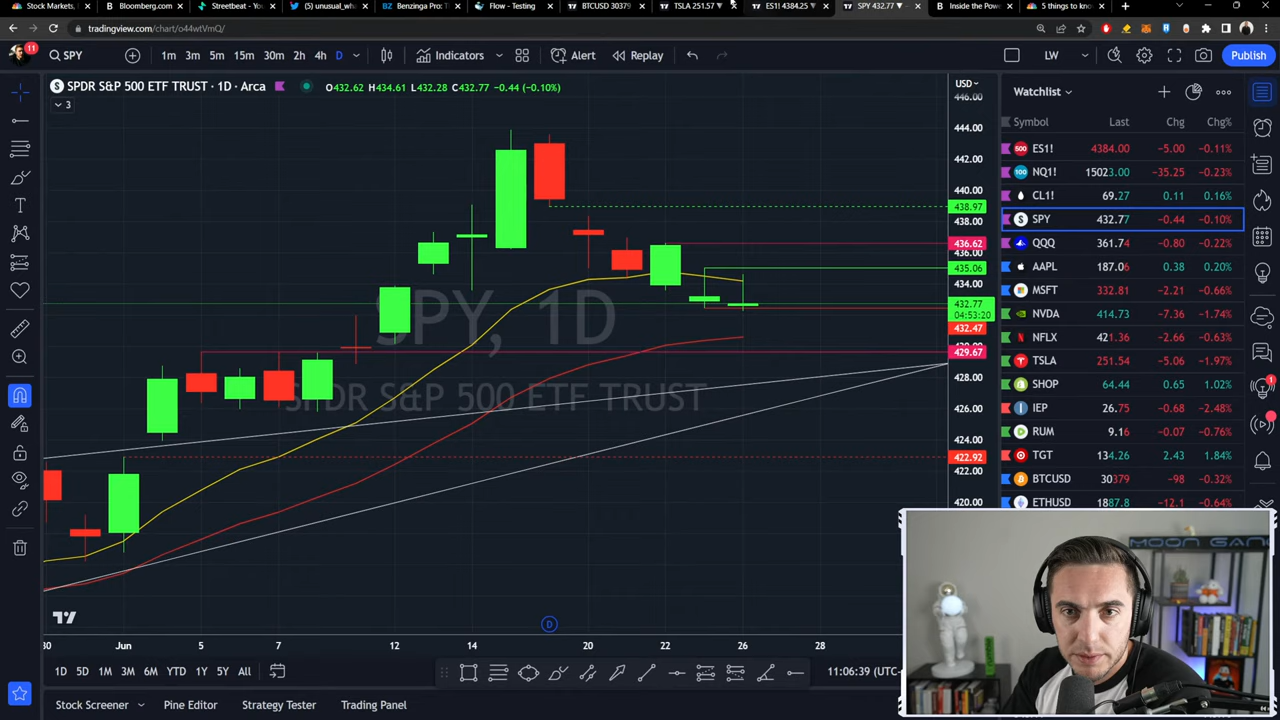 Stock Markets,
Bloomberg.com
Streetbeat - You
(5) unusual_wha
Benzinga Pro: T
Flow - Testing
BTCUSD 30379
TSLA 251.57 ▼
ES1! 4384.25 ▼
SPY 432.77 ▼
Inside the Pow
5 things to kno
tradingview.com/chart/o44wtVmQ/
11
SPY
1m 3m 5m 15m 30m 2h 4h D
Indicators
Alert
Replay
LW
Publish
SPDR S&P 500 ETF TRUST · 1D · Arca
O432.62 H434.61 L432.28 C432.77 −0.44 (−0.10%)
3
USD
446.00
444.00
442.00
440.00
438.97
438.00
436.62
436.00
435.06
434.00
432.77
04:53:20
432.47
430.00
429.67
428.00
426.00
424.00
422.92
422.00
420.00
SPY, 1D
SPDR S&P 500 ETF TRUST
D
30 Jun 5 7 12 14 20 22 26 28
1D 5D 1M 3M 6M YTD 1Y 5Y All
11:06:39 (UTC-
Stock Screener
Pine Editor
Strategy Tester
Trading Panel
Watchlist
Symbol Last Chg Chg%
ES1! 4384.00 −5.00 −0.11%
NQ1! 15023.00 −35.25 −0.23%
CL1! 69.27 0.11 0.16%
SPY 432.77 −0.44 −0.10%
QQQ 361.74 −0.80 −0.22%
AAPL 187.06 0.38 0.20%
MSFT 332.81 −2.21 −0.66%
NVDA 414.73 −7.36 −1.74%
NFLX 421.36 −2.66 −0.63%
TSLA 251.54 −5.06 −1.97%
SHOP 64.44 0.65 1.02%
IEP 26.75 −0.68 −2.48%
RUM 9.16 −0.07 −0.76%
TGT 134.26 2.43 1.84%
BTCUSD 30379 −98 −0.32%
ETHUSD 1887.8 −12.1 −0.64%
MOON GANG